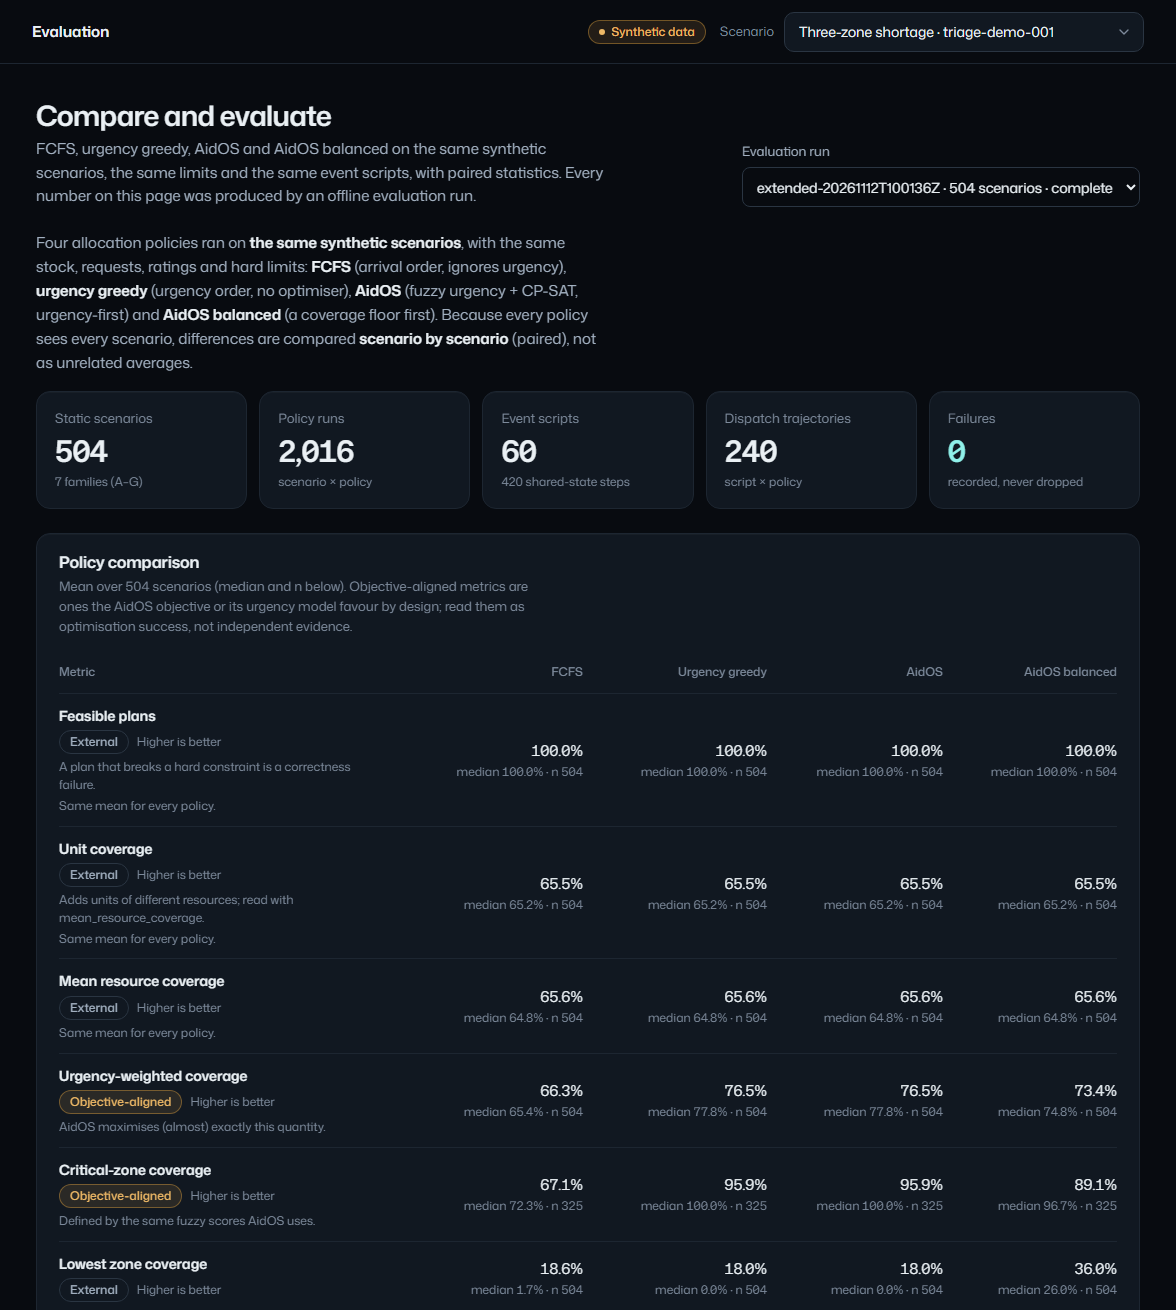 Evaluation
Synthetic data
Scenario
Three-zone shortage · triage-demo-001
Compare and evaluate
FCFS, urgency greedy, AidOS and AidOS balanced on the same synthetic
scenarios, the same limits and the same event scripts, with paired statistics. Every
number on this page was produced by an offline evaluation run.
Evaluation run
extended-20261112T100136Z · 504 scenarios · complete
Four allocation policies ran on the same synthetic scenarios, with the same
stock, requests, ratings and hard limits: FCFS (arrival order, ignores urgency),
urgency greedy (urgency order, no optimiser), AidOS (fuzzy urgency + CP-SAT,
urgency-first) and AidOS balanced (a coverage floor first). Because every policy
sees every scenario, differences are compared scenario by scenario (paired), not
as unrelated averages.
Static scenarios
504
7 families (A–G)
Policy runs
2,016
scenario × policy
Event scripts
60
420 shared-state steps
Dispatch trajectories
240
script × policy
Failures
0
recorded, never dropped
Policy comparison
Mean over 504 scenarios (median and n below). Objective-aligned metrics are
ones the AidOS objective or its urgency model favour by design; read them as
optimisation success, not independent evidence.
Metric FCFS Urgency greedy AidOS AidOS balanced
Feasible plans
External Higher is better
A plan that breaks a hard constraint is a correctness
failure.
Same mean for every policy.
100.0% 100.0% 100.0% 100.0%
median 100.0% · n 504 median 100.0% · n 504 median 100.0% · n 504 median 100.0% · n 504
Unit coverage
External Higher is better
Adds units of different resources; read with
mean_resource_coverage.
Same mean for every policy.
65.5% 65.5% 65.5% 65.5%
median 65.2% · n 504 median 65.2% · n 504 median 65.2% · n 504 median 65.2% · n 504
Mean resource coverage
External Higher is better
Same mean for every policy.
65.6% 65.6% 65.6% 65.6%
median 64.8% · n 504 median 64.8% · n 504 median 64.8% · n 504 median 64.8% · n 504
Urgency-weighted coverage
Objective-aligned Higher is better
AidOS maximises (almost) exactly this quantity.
66.3% 76.5% 76.5% 73.4%
median 65.4% · n 504 median 77.8% · n 504 median 77.8% · n 504 median 74.8% · n 504
Critical-zone coverage
Objective-aligned Higher is better
Defined by the same fuzzy scores AidOS uses.
67.1% 95.9% 95.9% 89.1%
median 72.3% · n 325 median 100.0% · n 325 median 100.0% · n 325 median 96.7% · n 325
Lowest zone coverage
External Higher is better
18.6% 18.0% 18.0% 36.0%
median 1.7% · n 504 median 0.0% · n 504 median 0.0% · n 504 median 26.0% · n 504